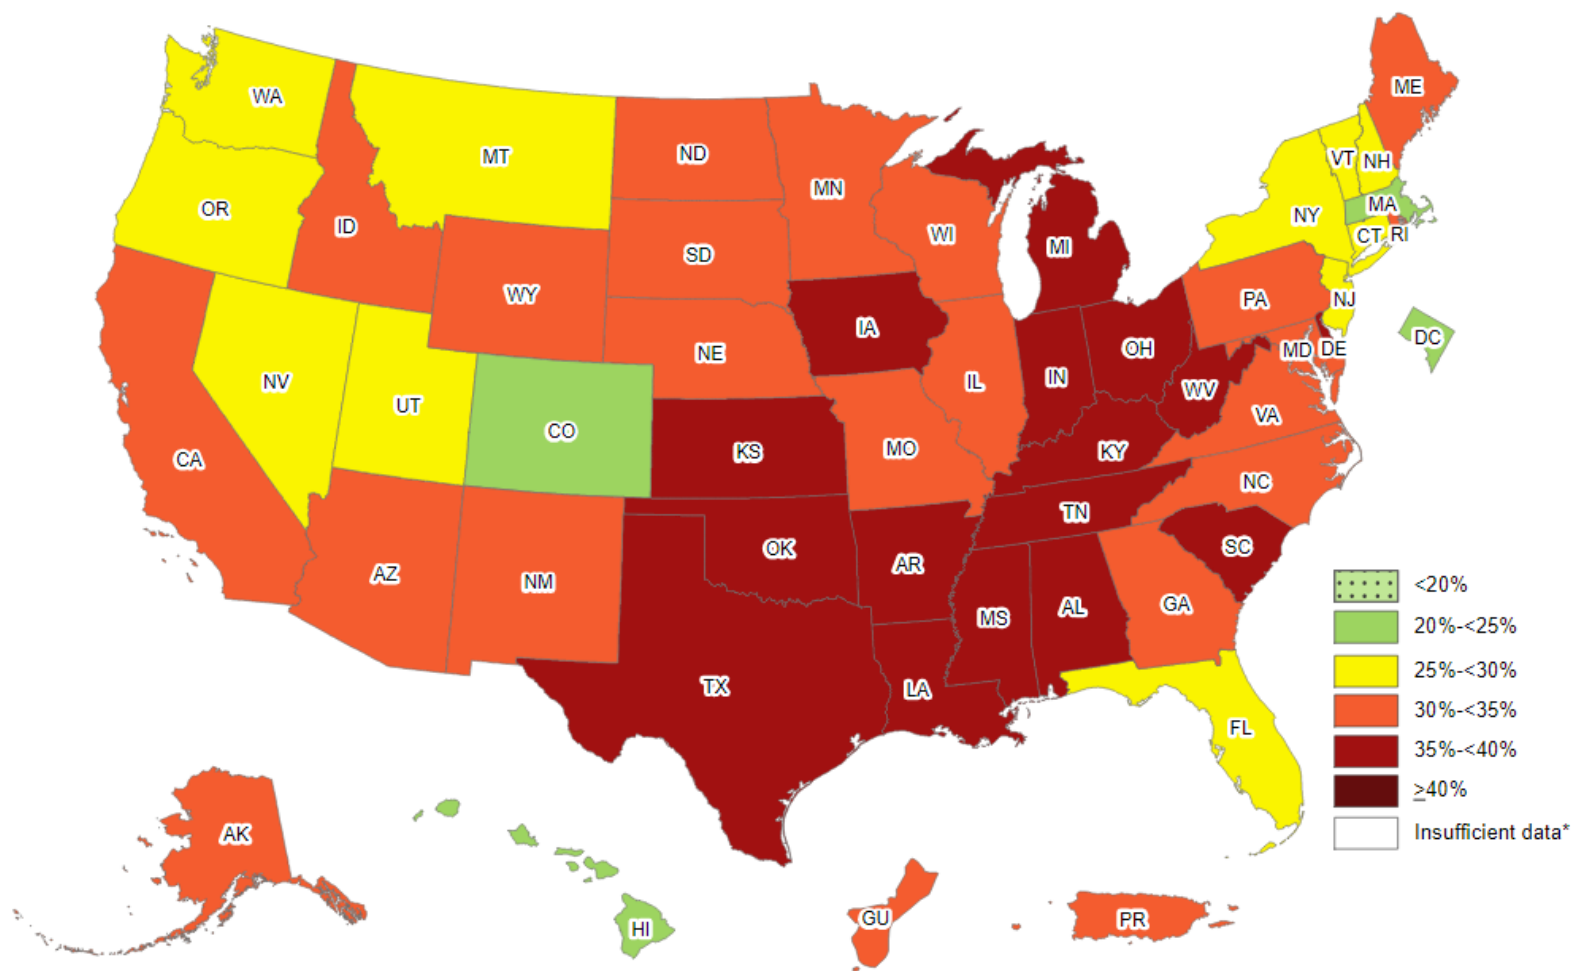 WA
ME
MT
ND
VT
NH
MN
OR
MA
NY
ID
WI
CT
RI
MI
SD
WY
PA
NJ
IA
DC
OH
MD
DE
NE
IN
NV
IL
WV
UT
VA
CO
MO
KS
KY
CA
NC
TN
OK
SC
AR
AZ
NM
<20%
GA
AL
MS
20%-<25%
25%-<30%
TX
LA
30%-<35%
FL
35%-<40%
≥40%
AK
Insufficient data*
GU
PR
HI